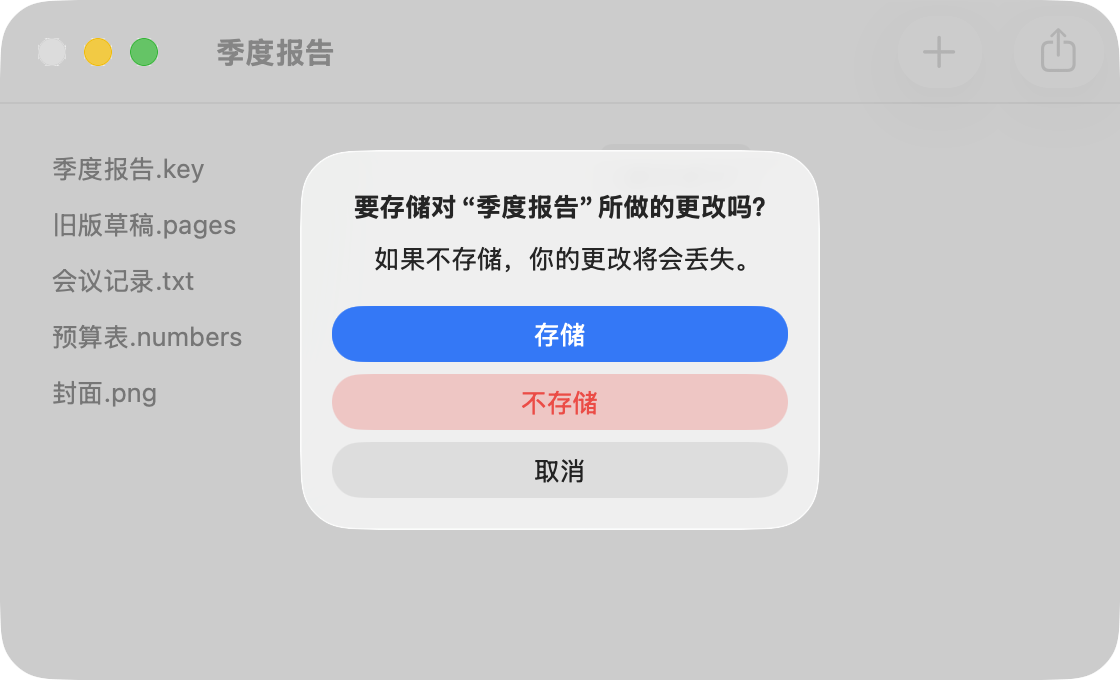 季度报告
季度报告.key
旧版草稿.pages
会议记录.txt
预算表.numbers
封面.png
要存储对“季度报告”所做的更改吗？
如果不存储，你的更改将会丢失。
存储
不存储
取消